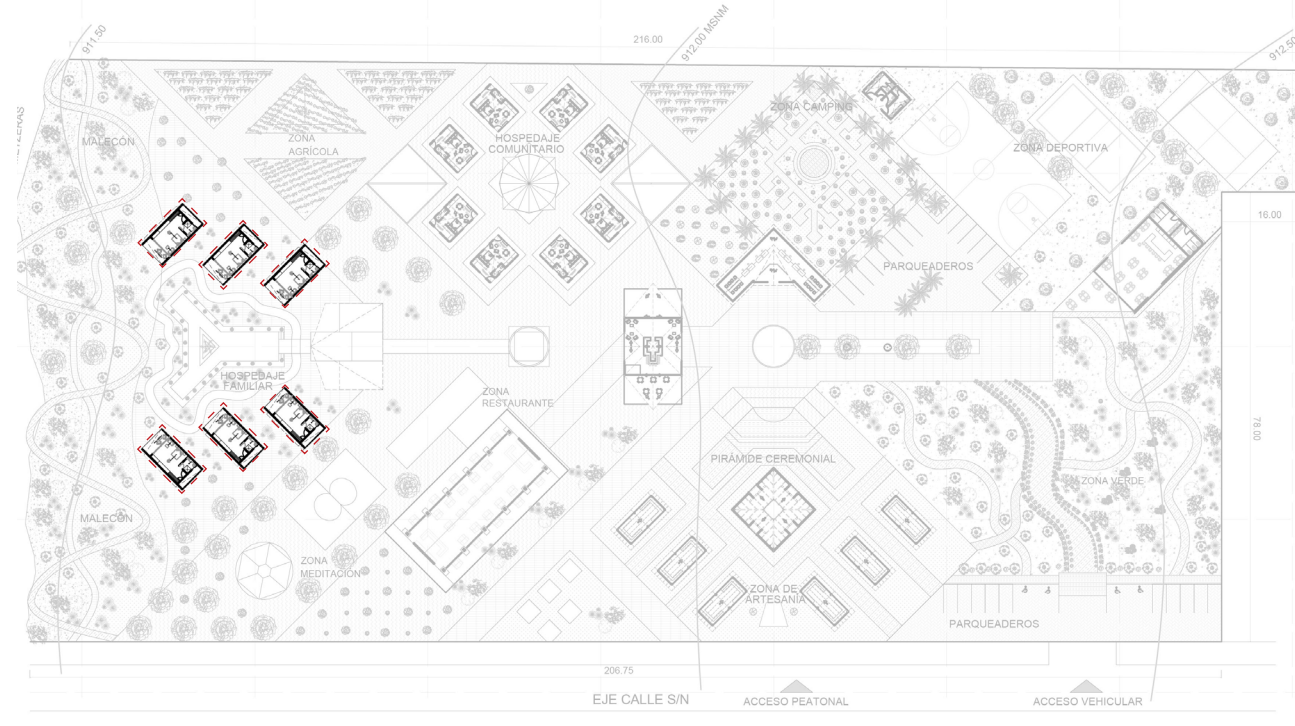 216.00
911.50
912.00 MSNM
912.50
MALECÓN
ZONA
AGRÍCOLA
HOSPEDAJE
COMUNITARIO
ZONA CAMPING
ZONA DEPORTIVA
16.00
PARQUEADEROS
HOSPEDAJE
FAMILIAR
ZONA
RESTAURANTE
78.00
PIRÁMIDE CEREMONIAL
ZONA VERDE
MALECÓN
ZONA
MEDITACIÓN
ZONA DE
ARTESANÍA
PARQUEADEROS
206.75
EJE CALLE S/N
ACCESO PEATONAL
ACCESO VEHICULAR